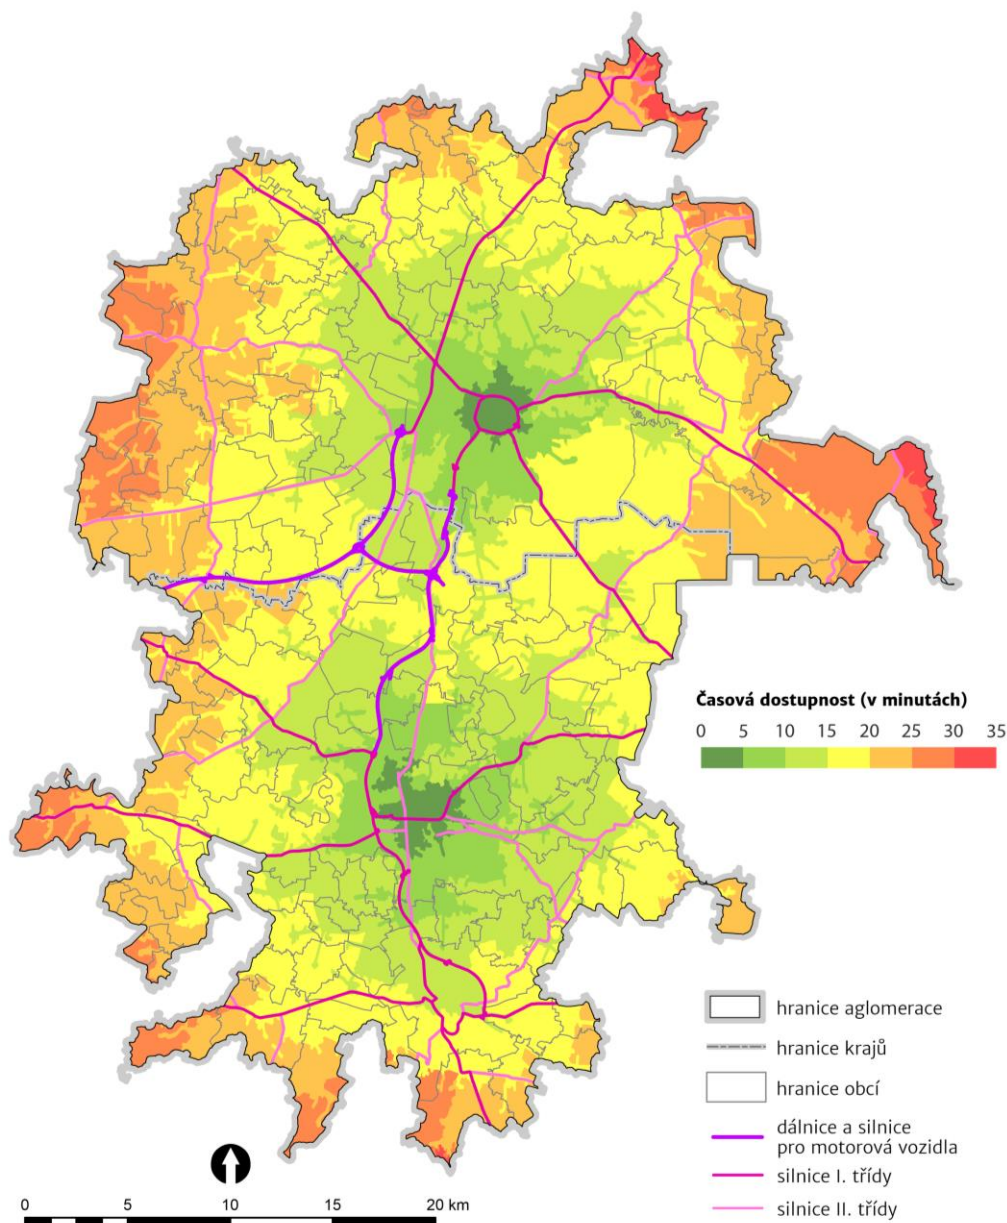 Časová dostupnost (v minutách)
0 5 10 15 20 25 30 35
hranice aglomerace
hranice krajů
hranice obcí
dálnice a silnice
pro motorová vozidla
silnice I. třídy
silnice II. třídy
0 5 10 15 20 km